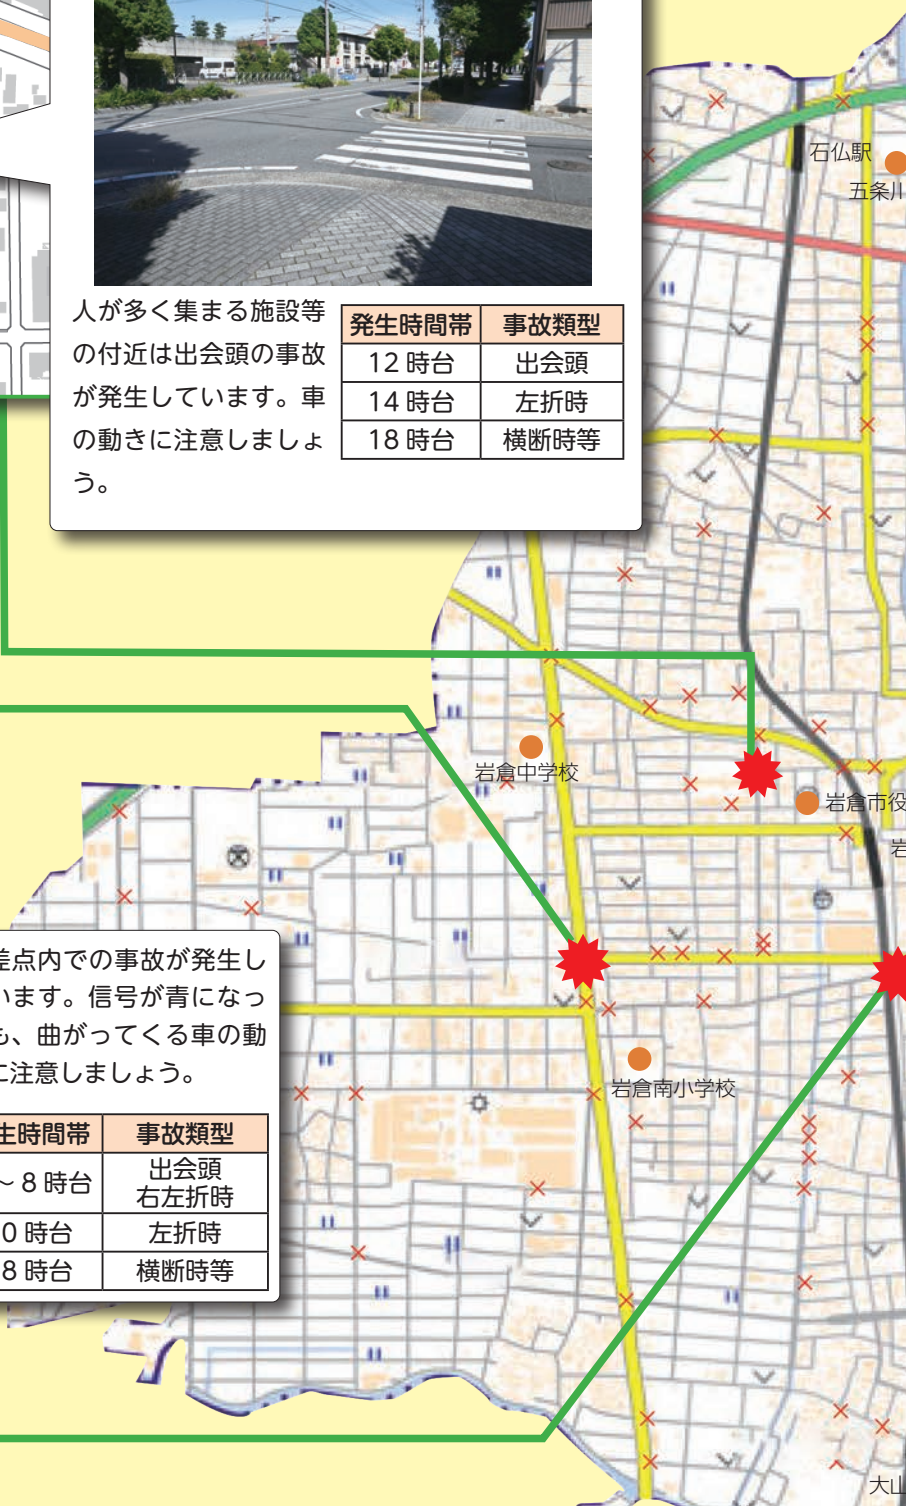 人が多く集まる施設等
の付近は出会頭の事故
が発生しています。車
の動きに注意しましょ
う。
発生時間帯 事故類型
12時台 出会頭
14時台 左折時
18時台 横断時等
石仏駅
五条川
岩倉中学校
岩倉市役
岩
岩倉南小学校
大山
差点内での事故が発生し
います。信号が青になっ
も、曲がってくる車の動
に注意しましょう。
生時間帯 事故類型
～8時台 出会頭
右左折時
0時台 左折時
8時台 横断時等